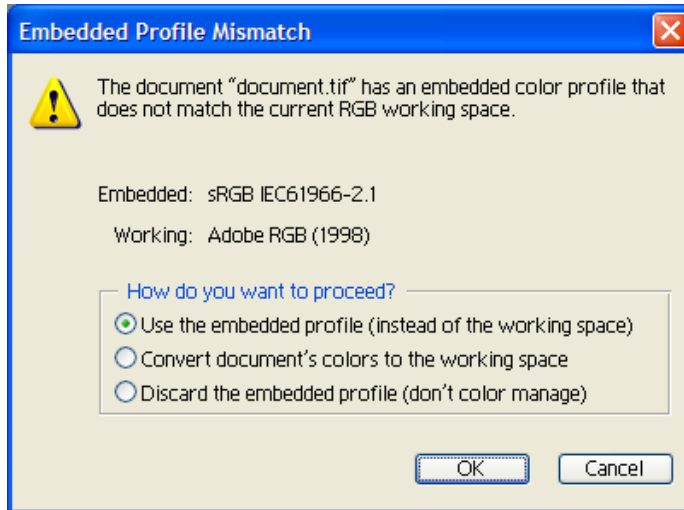 Embedded Profile Mismatch
The document “document.tif” has an embedded color profile that
does not match the current RGB working space.
Embedded: sRGB IEC61966-2.1
Working: Adobe RGB (1998)
How do you want to proceed?
Use the embedded profile (instead of the working space)
Convert document's colors to the working space
Discard the embedded profile (don't color manage)
OK Cancel